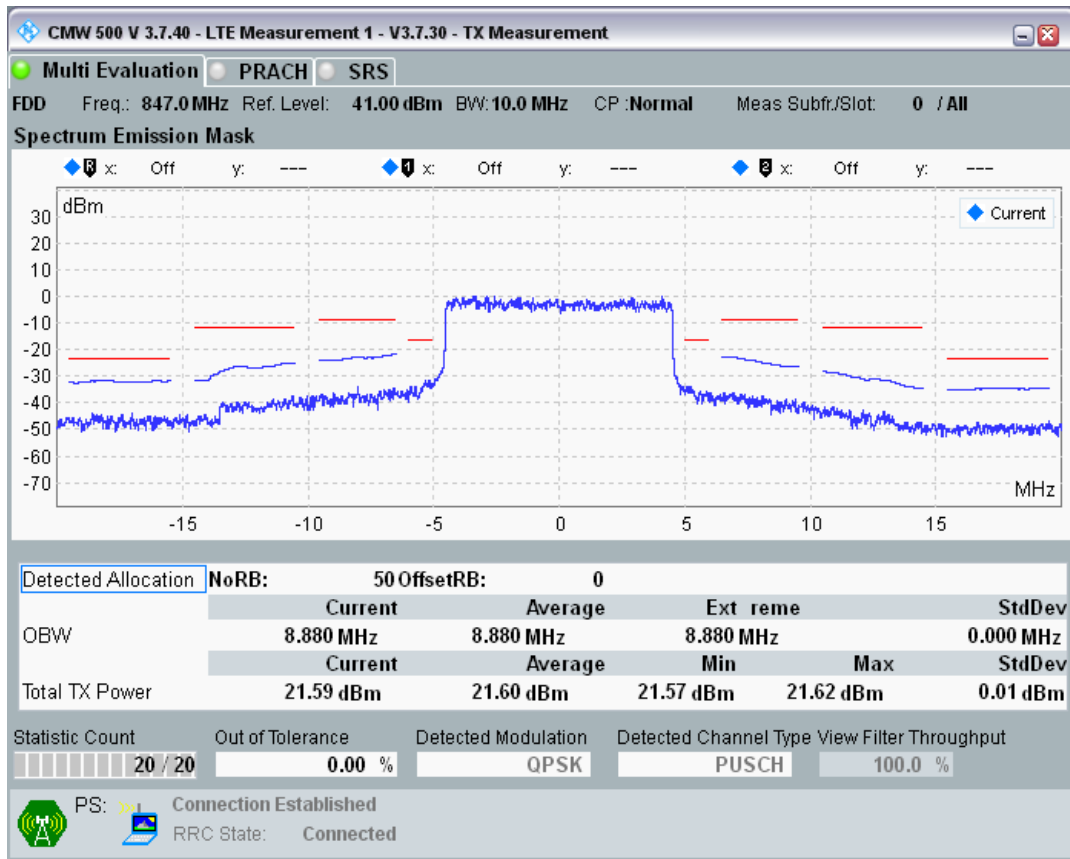 CMW 500 V 3.7.40 - LTE Measurement 1 - V3.7.30 - TX Measurement
Multi Evaluation PRACH SRS
FDD Freq.: 847.0 MHz Ref. Level: 41.00 dBm BW: 10.0 MHz CP :Normal Meas Subfr./Slot: 0 / All
Spectrum Emission Mask
R x: Off y: --- 1 x: Off y: --- 2 x: Off y: ---
dBm
Current
30
20
10
0
-10
-20
-30
-40
-50
-60
-70
MHz
-15 -10 -5 0 5 10 15
Detected Allocation NoRB: 50 OffsetRB: 0
Current Average Ext reme StdDev
OBW 8.880 MHz 8.880 MHz 8.880 MHz 0.000 MHz
Current Average Min Max StdDev
Total TX Power 21.59 dBm 21.60 dBm 21.57 dBm 21.62 dBm 0.01 dBm
Statistic Count Out of Tolerance Detected Modulation Detected Channel Type View Filter Throughput
20 / 20 0.00 % QPSK PUSCH 100.0 %
PS: Connection Established
RRC State: Connected